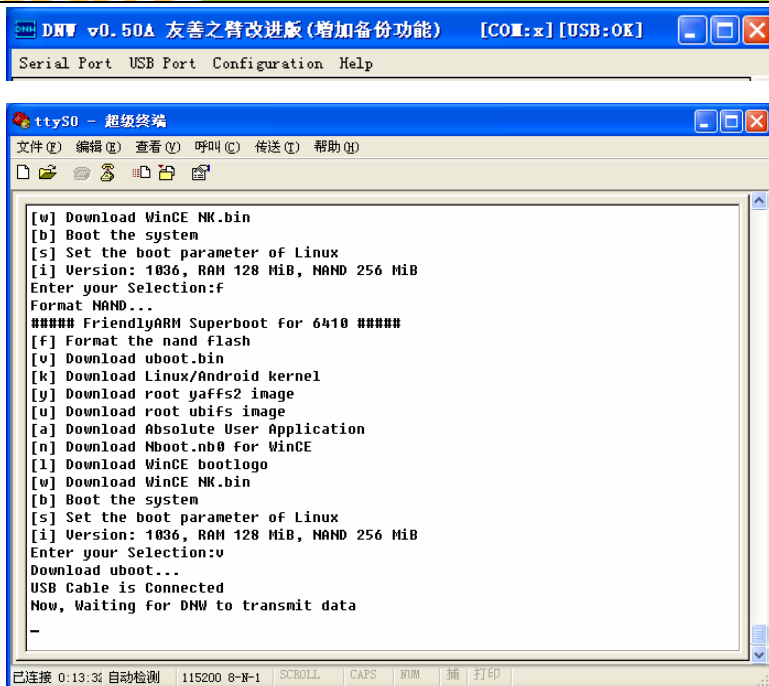 DNW v0.50A 友善之臂改进版(增加备份功能) [COM:x][USB:OK]
Serial Port USB Port Configuration Help
ttyS0 - 超级终端
文件(F) 编辑(E) 查看(V) 呼叫(C) 传送(T) 帮助(H)
[w] Download WinCE NK.bin
[b] Boot the system
[s] Set the boot parameter of Linux
[i] Version: 1036, RAM 128 MiB, NAND 256 MiB
Enter your Selection:f
Format NAND...
##### FriendlyARM Superboot for 6410 #####
[f] Format the nand flash
[v] Download uboot.bin
[k] Download Linux/Android kernel
[y] Download root yaffs2 image
[u] Download root ubifs image
[a] Download Absolute User Application
[n] Download Nboot.nb0 for WinCE
[l] Download WinCE bootlogo
[w] Download WinCE NK.bin
[b] Boot the system
[s] Set the boot parameter of Linux
[i] Version: 1036, RAM 128 MiB, NAND 256 MiB
Enter your Selection:v
Download uboot...
USB Cable is Connected
Now, Waiting for DNW to transmit data
_
已连接 0:13:32 自动检测 115200 8-N-1 SCROLL CAPS NUM 捕 打印